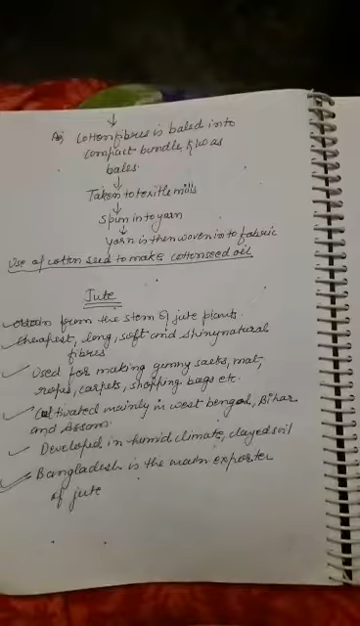 ↓
Cotton fibres is baled into
compact bundle, k/w as
bales.
↓
Taken to textile mills
↓
Spun into yarn
↓
yarn is then woven in to fabric
Use of cotton seed to make cottonseed oil
Jute
✓ Obtain from the stem of jute plants.
✓ Cheapest, long, soft and shiny natural
fibres
✓ Used for making gunny sacks, mat,
ropes, carpets, shopping bags etc.
✓ Cultivated mainly in west bengal, Bihar
and Assam.
✓ Developed in humid climate, clayed soil
✓ Bangladesh is the main exporter
of jute